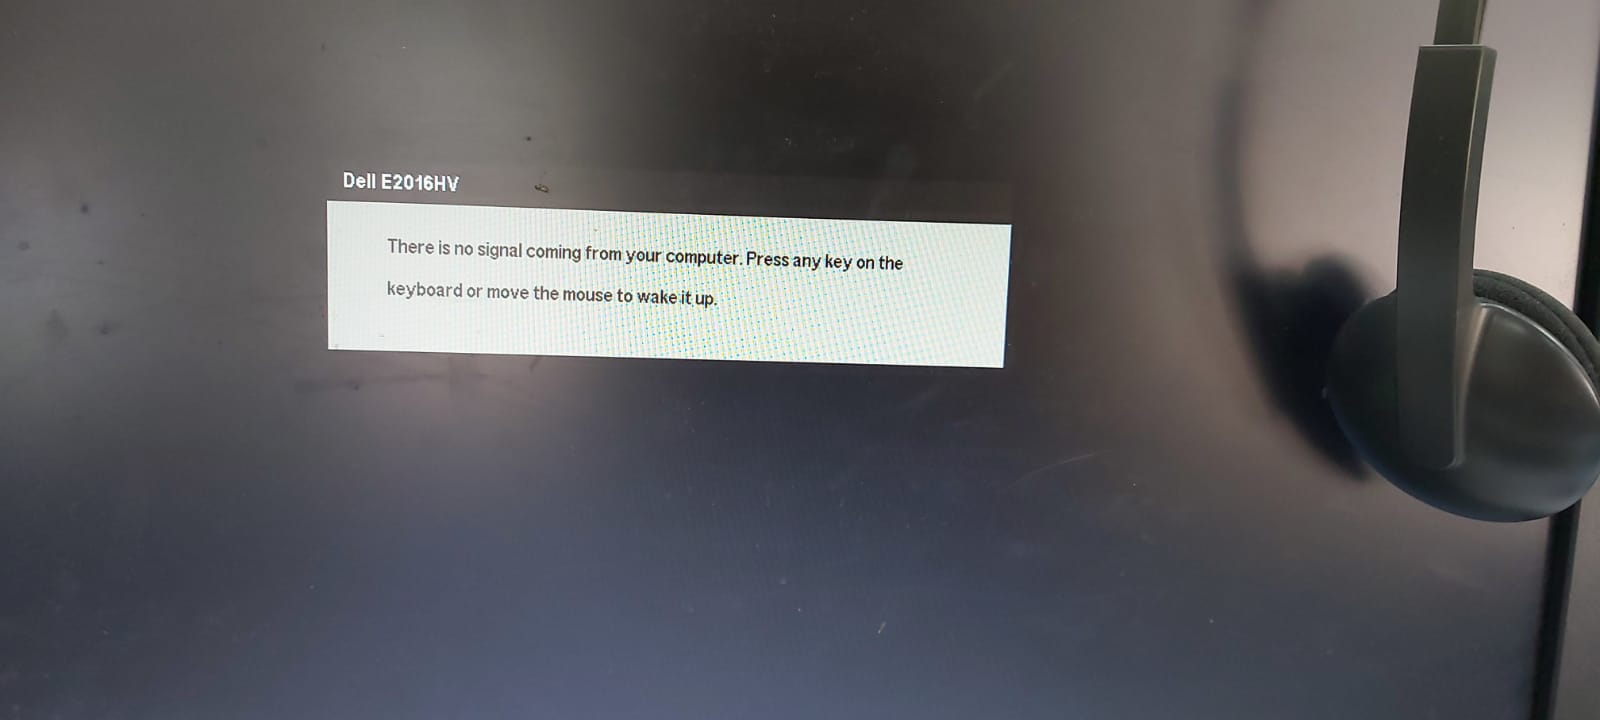 Dell E2016HV
There is no signal coming from your computer. Press any key on the
keyboard or move the mouse to wake it up.